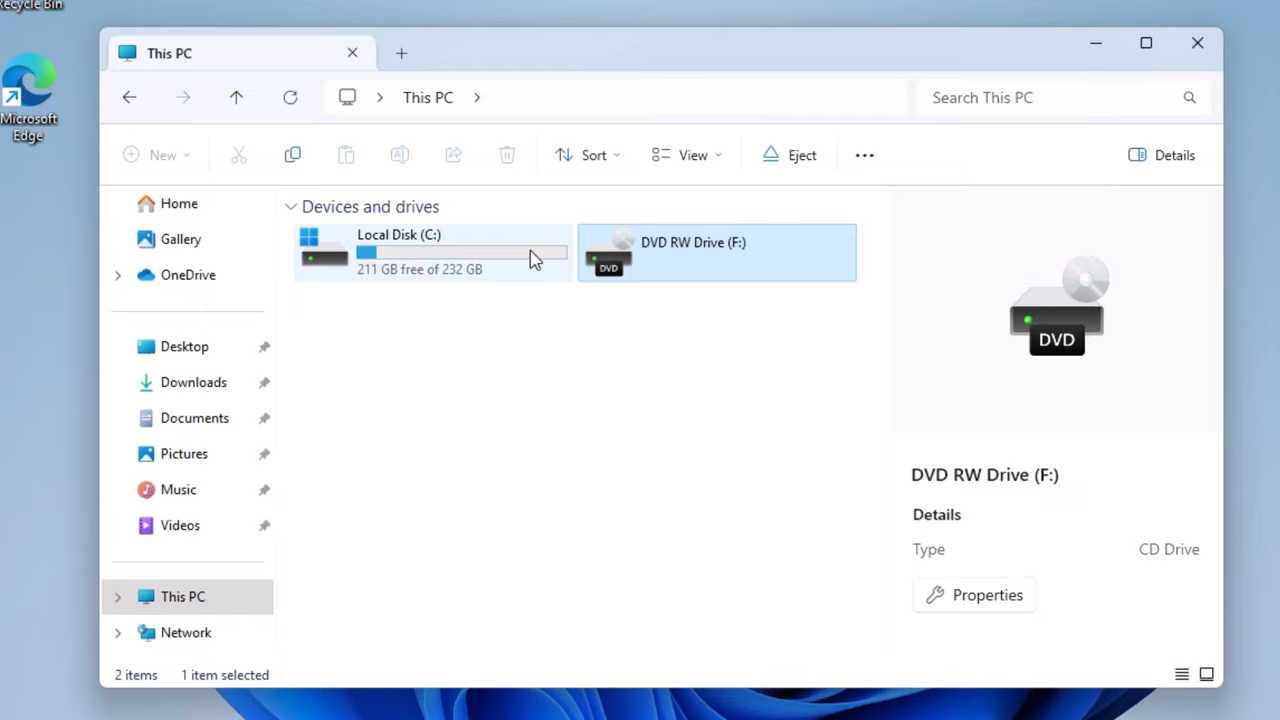 Recycle Bin
Microsoft
Edge
This PC
This PC
Search This PC
New
Sort
View
Eject
Details
Home
Gallery
OneDrive
Desktop
Downloads
Documents
Pictures
Music
Videos
This PC
Network
Devices and drives
Local Disk (C:)
211 GB free of 232 GB
DVD
DVD RW Drive (F:)
DVD
DVD RW Drive (F:)
Details
Type CD Drive
Properties
2 items 1 item selected